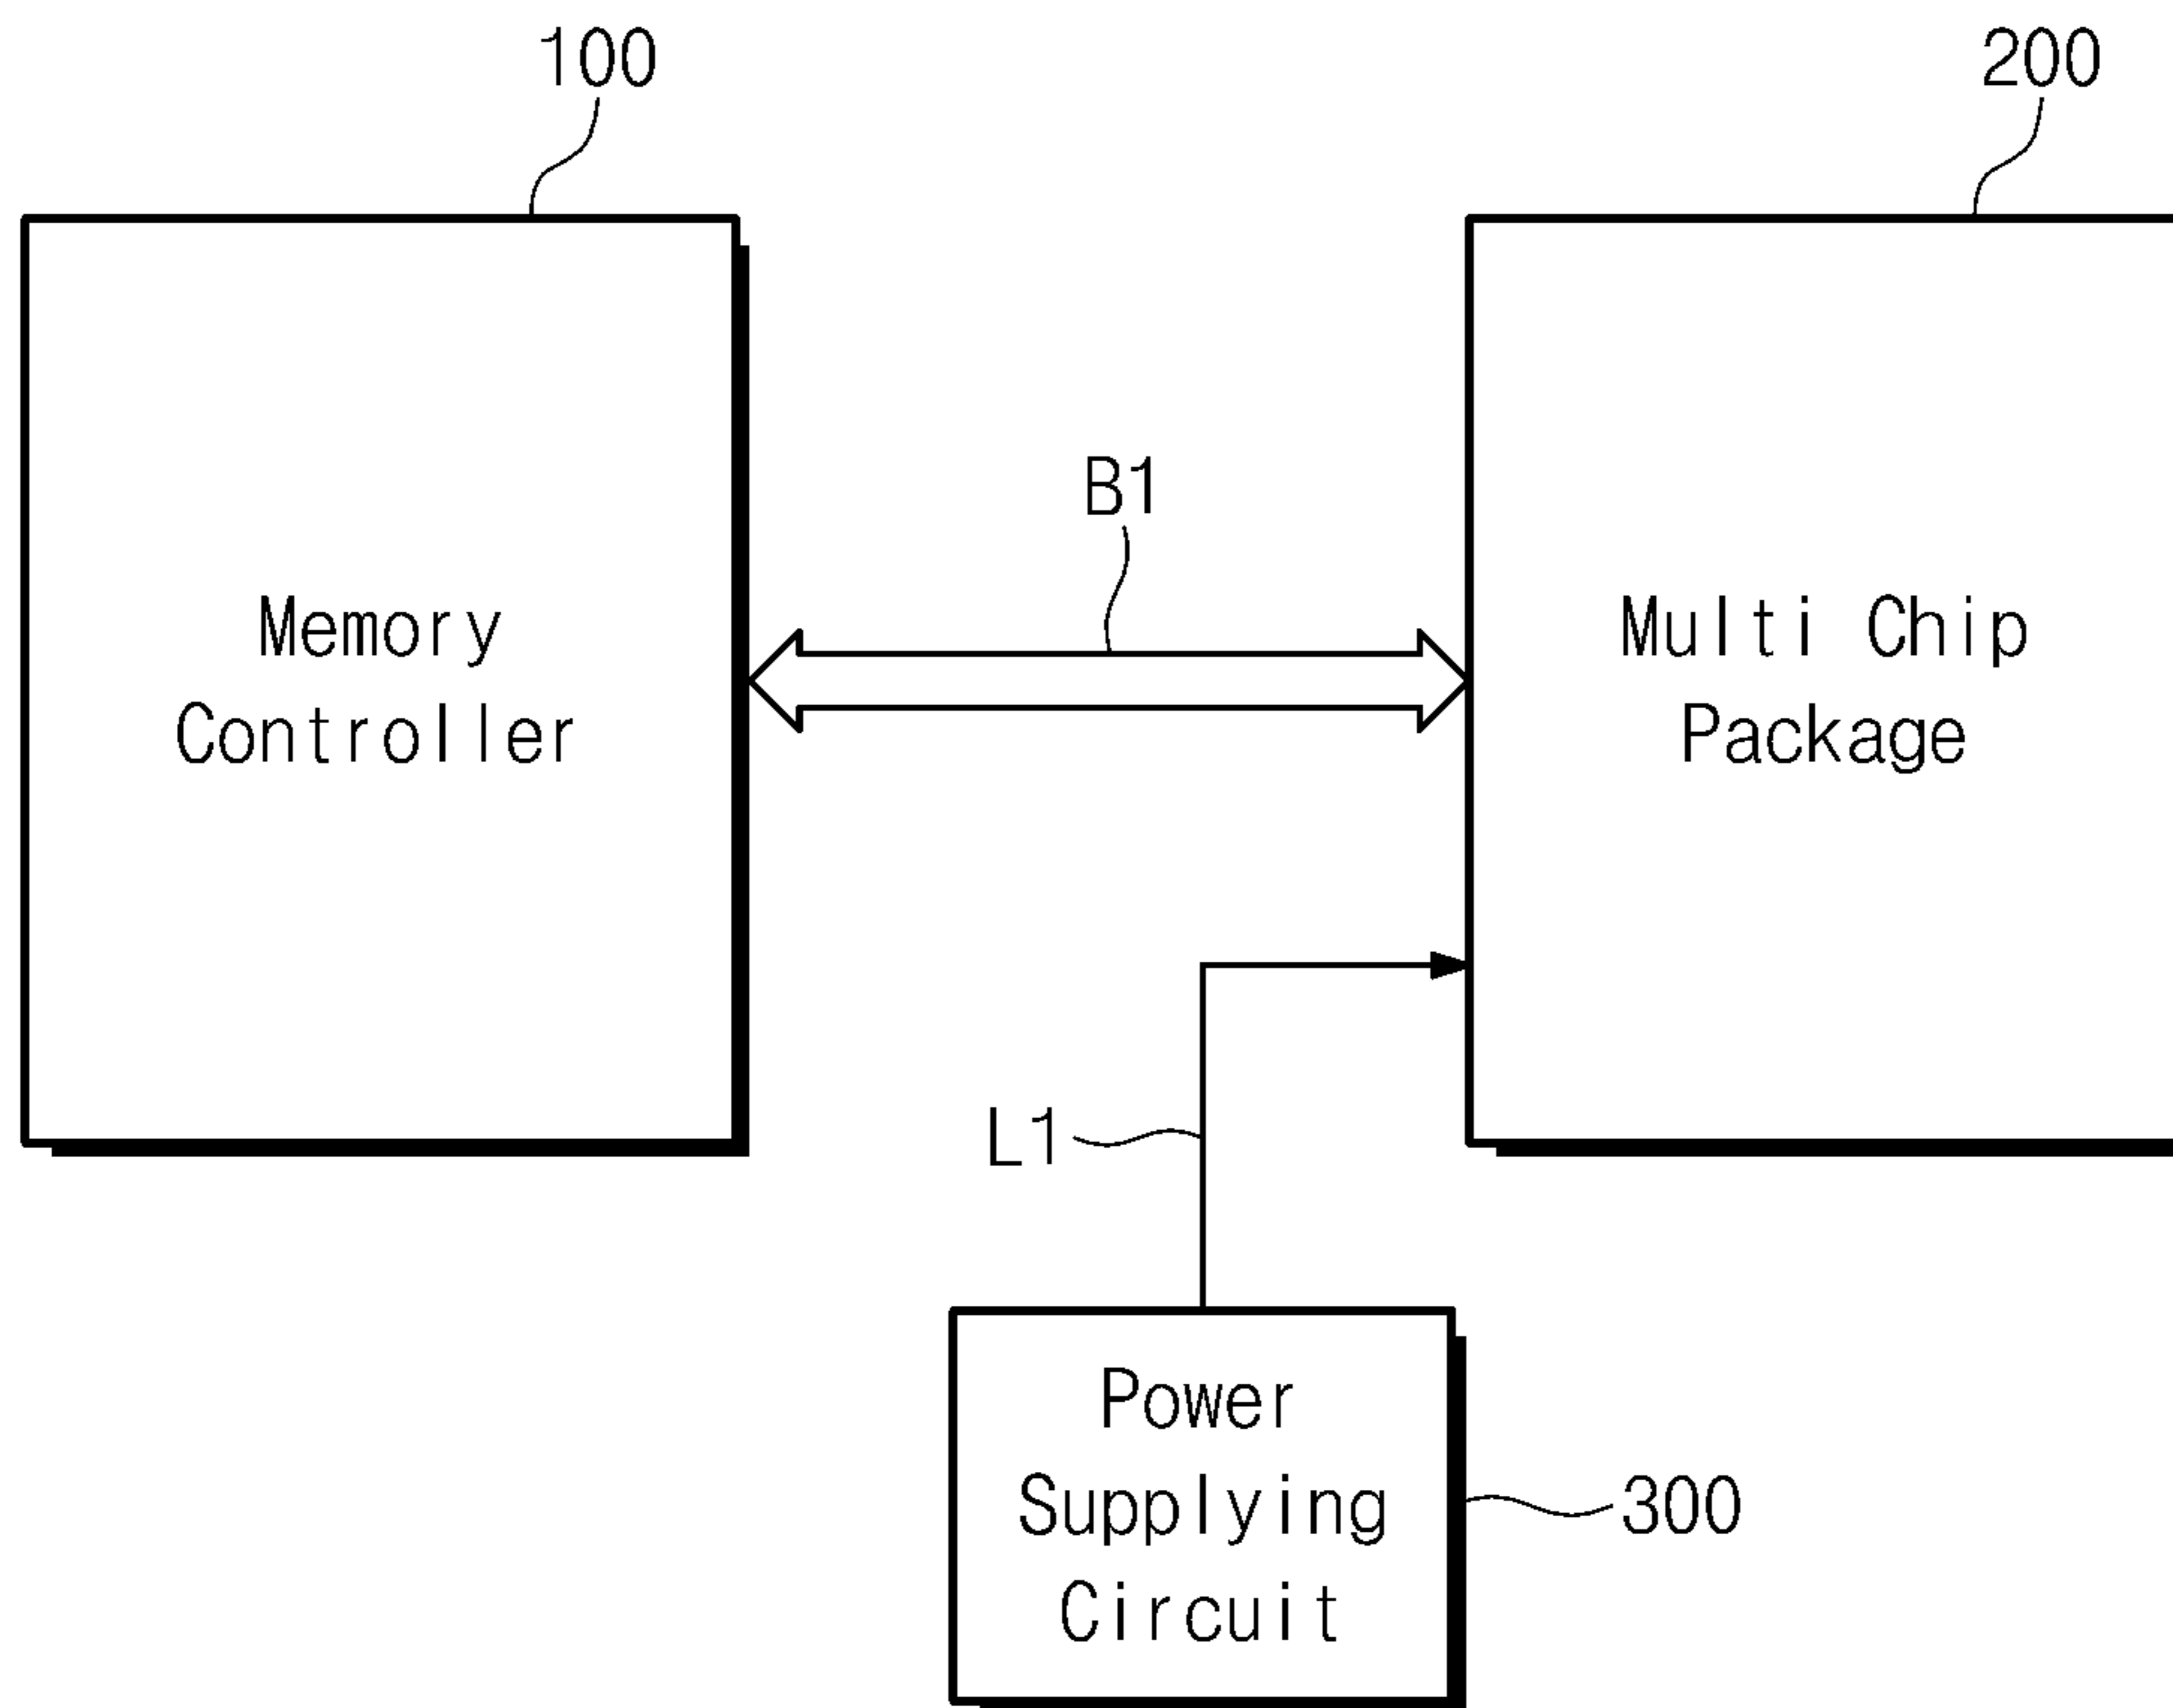 100
200
B1
Memory
Controller
Multi Chip
Package
L1
Power
Supplying
Circuit
300